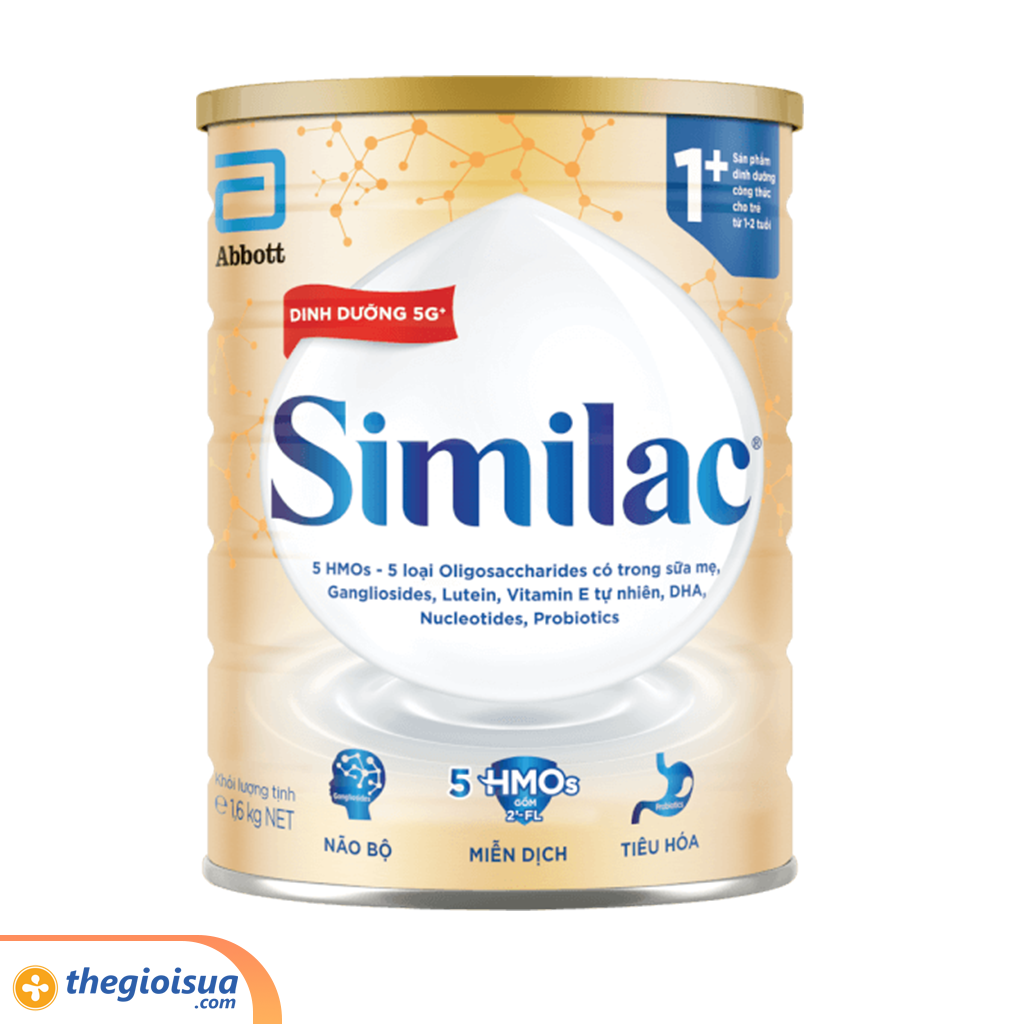 Abbott
1+
Sản phẩm
dinh dưỡng
công thức
cho trẻ
từ 1-2 tuổi
DINH DƯỠNG 5G+
Similac®
5 HMOs - 5 loại Oligosaccharides có trong sữa mẹ,
Gangliosides, Lutein, Vitamin E tự nhiên, DHA,
Nucleotides, Probiotics
Khối lượng tịnh
℮ 1,6 kg NET
Gangliosides
NÃO BỘ
5 HMOs
GỒM
2'-FL
MIỄN DỊCH
Probiotics
TIÊU HÓA
thegioisua
.com